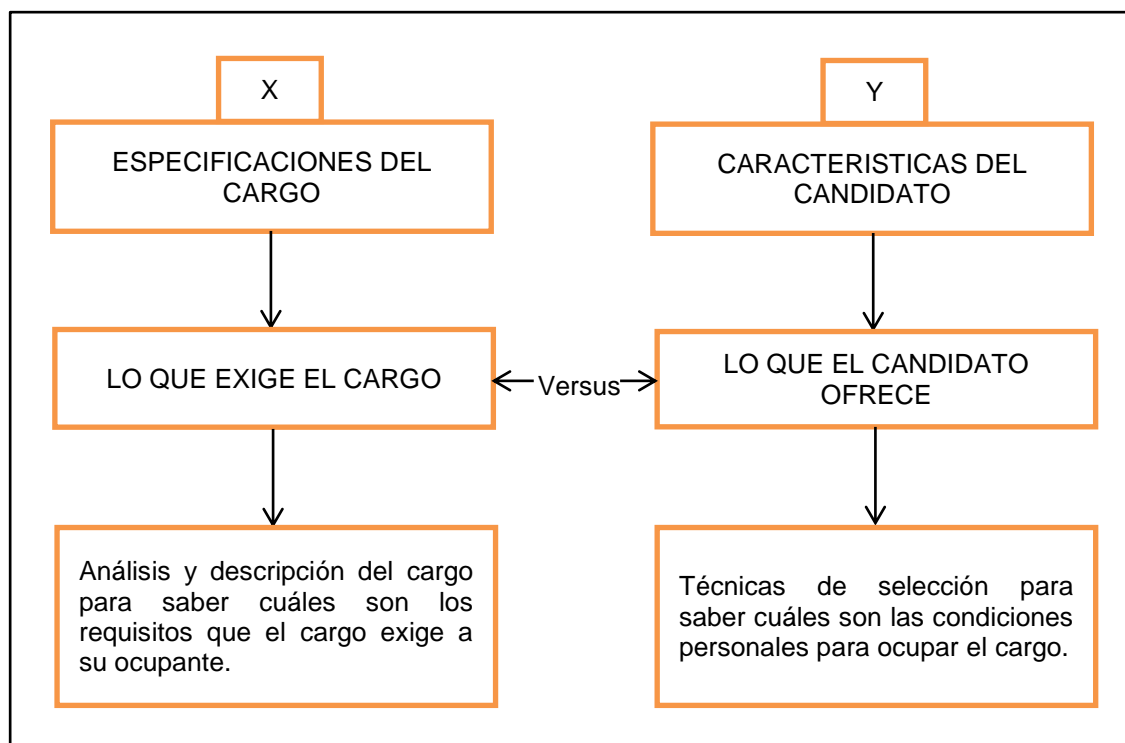 X
ESPECIFICACIONES DEL
CARGO
LO QUE EXIGE EL CARGO
Análisis y descripción del cargo
para saber cuáles son los
requisitos que el cargo exige a
su ocupante.
Versus
Y
CARACTERISTICAS DEL
CANDIDATO
LO QUE EL CANDIDATO
OFRECE
Técnicas de selección para
saber cuáles son las condiciones
personales para ocupar el cargo.